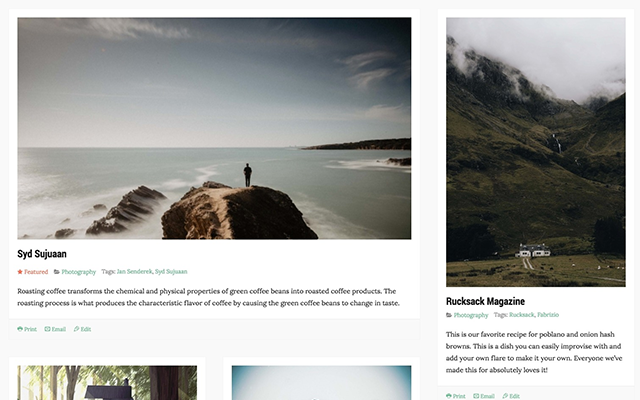 Syd Sujuaan
Featured Photography Tags: Jan Senderek, Syd Sujuaan
Roasting coffee transforms the chemical and physical properties of green coffee beans into roasted coffee products. The
roasting process is what produces the characteristic flavor of coffee by causing the green coffee beans to change in taste.
Print Email Edit
Rucksack Magazine
Photography Tags: Rucksack, Fabrizio
This is our favorite recipe for poblano and onion hash
browns. This is a dish you can easily improvise with and
add your own flare to make it your own. Everyone we've
made this for absolutely loves it!
Print Email Edit